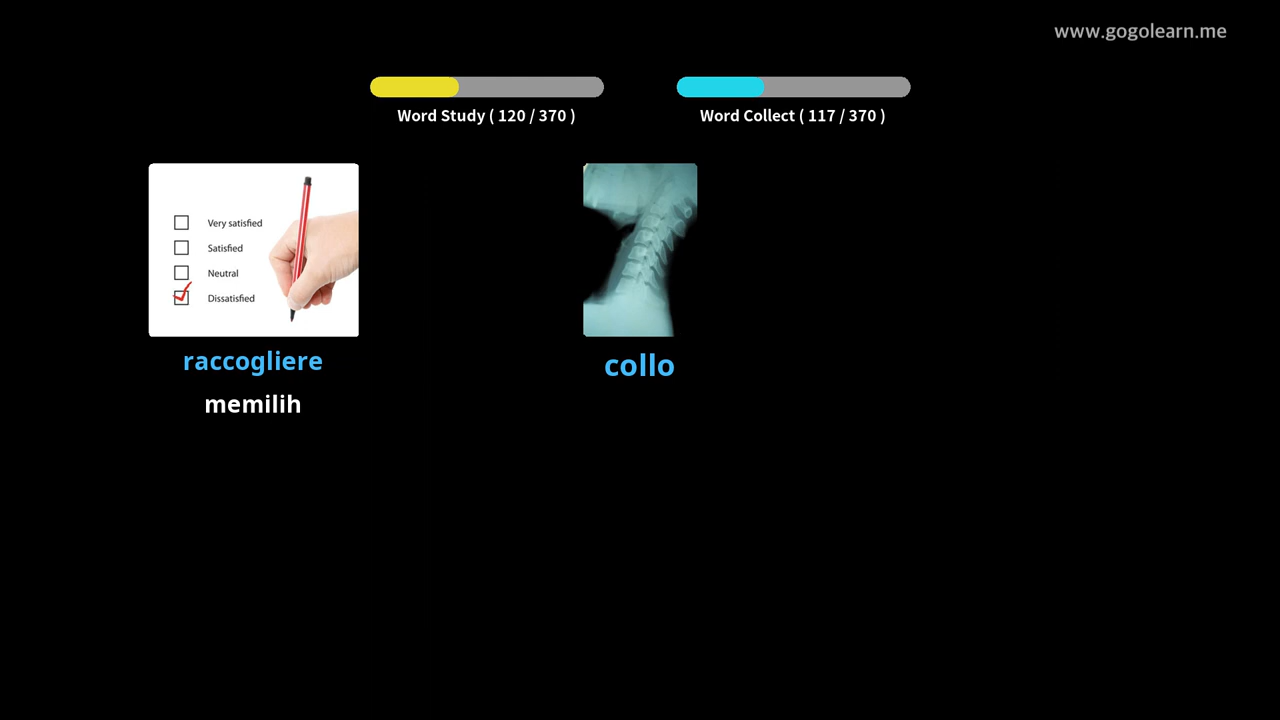 www.gogolearn.me
Word Study ( 120 / 370 )
Word Collect ( 117 / 370 )
Very satisfied
Satisfied
Neutral
Dissatisfied
raccogliere
memilih
collo